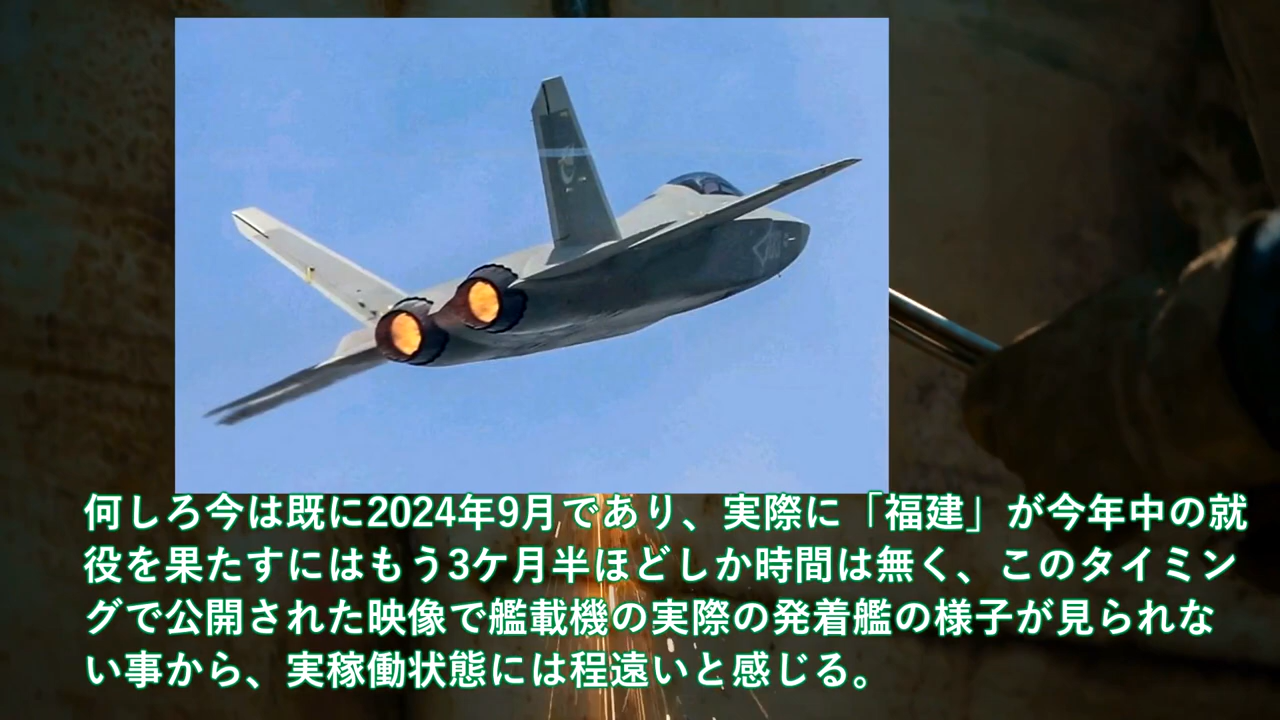 何しろ今は既に2024年9月であり、実際に「福建」が今年中の就
役を果たすにはもう3ケ月半ほどしか時間は無く、このタイミン
グで公開された映像で艦載機の実際の発着艦の様子が見られな
い事から、実稼働状態には程遠いと感じる。